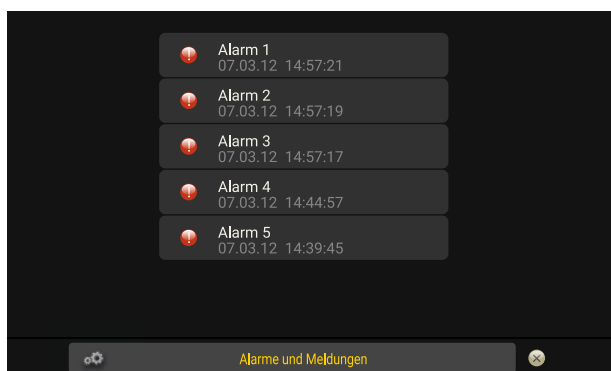 Alarm 1
07.03.12 14:57:21
Alarm 2
07.03.12 14:57:19
Alarm 3
07.03.12 14:57:17
Alarm 4
07.03.12 14:44:57
Alarm 5
07.03.12 14:39:45
Alarme und Meldungen